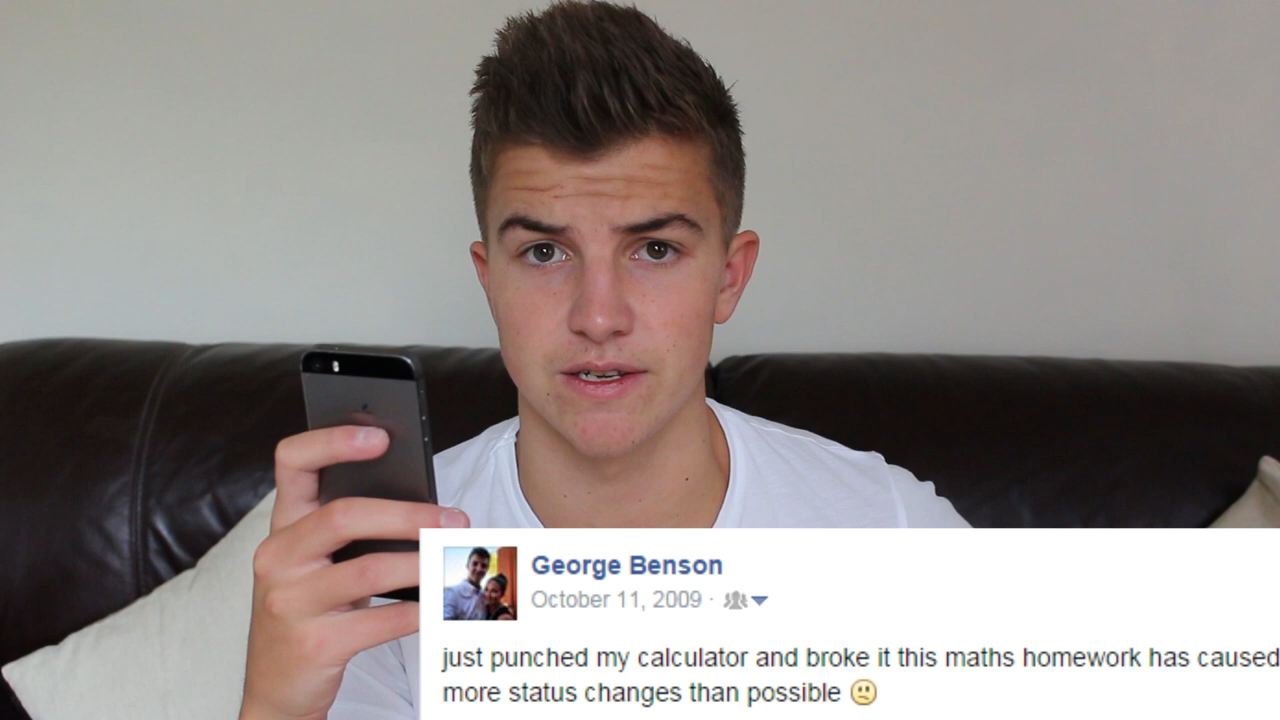 George Benson
October 11, 2009 ·
just punched my calculator and broke it this maths homework has caused
more status changes than possible